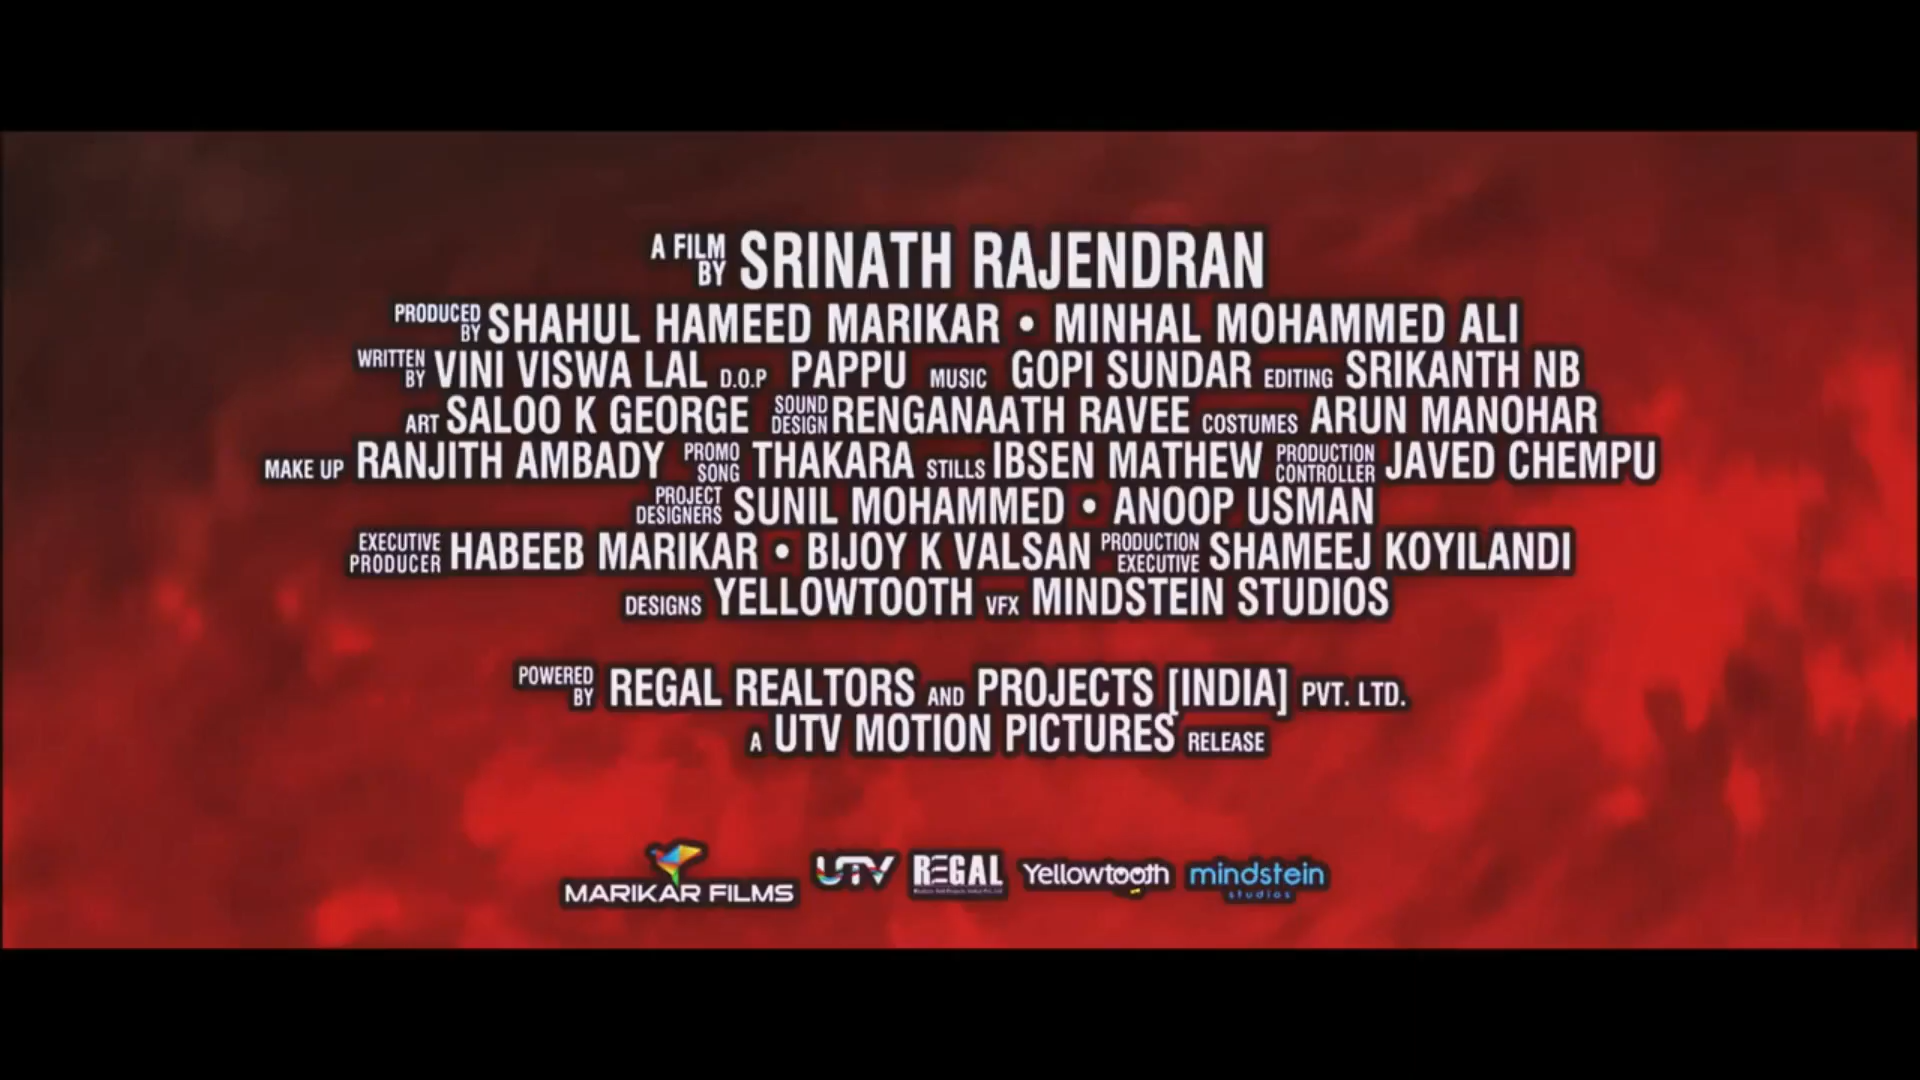 A FILM BY SRINATH RAJENDRAN
PRODUCED BY SHAHUL HAMEED MARIKAR • MINHAL MOHAMMED ALI
WRITTEN BY VINI VISWA LAL D.O.P PAPPU MUSIC GOPI SUNDAR EDITING SRIKANTH NB
ART SALOO K GEORGE SOUND DESIGN RENGANAATH RAVEE COSTUMES ARUN MANOHAR
MAKE UP RANJITH AMBADY PROMO SONG THAKARA STILLS IBSEN MATHEW PRODUCTION CONTROLLER JAVED CHEMPU
PROJECT DESIGNERS SUNIL MOHAMMED • ANOOP USMAN
EXECUTIVE PRODUCER HABEEB MARIKAR • BIJOY K VALSAN PRODUCTION EXECUTIVE SHAMEEJ KOYILANDI
DESIGNS YELLOWTOOTH VFX MINDSTEIN STUDIOS
POWERED BY REGAL REALTORS AND PROJECTS [INDIA] PVT. LTD.
A UTV MOTION PICTURES RELEASE
MARIKAR FILMS UTV REGAL Yellowtooth mindstein studios